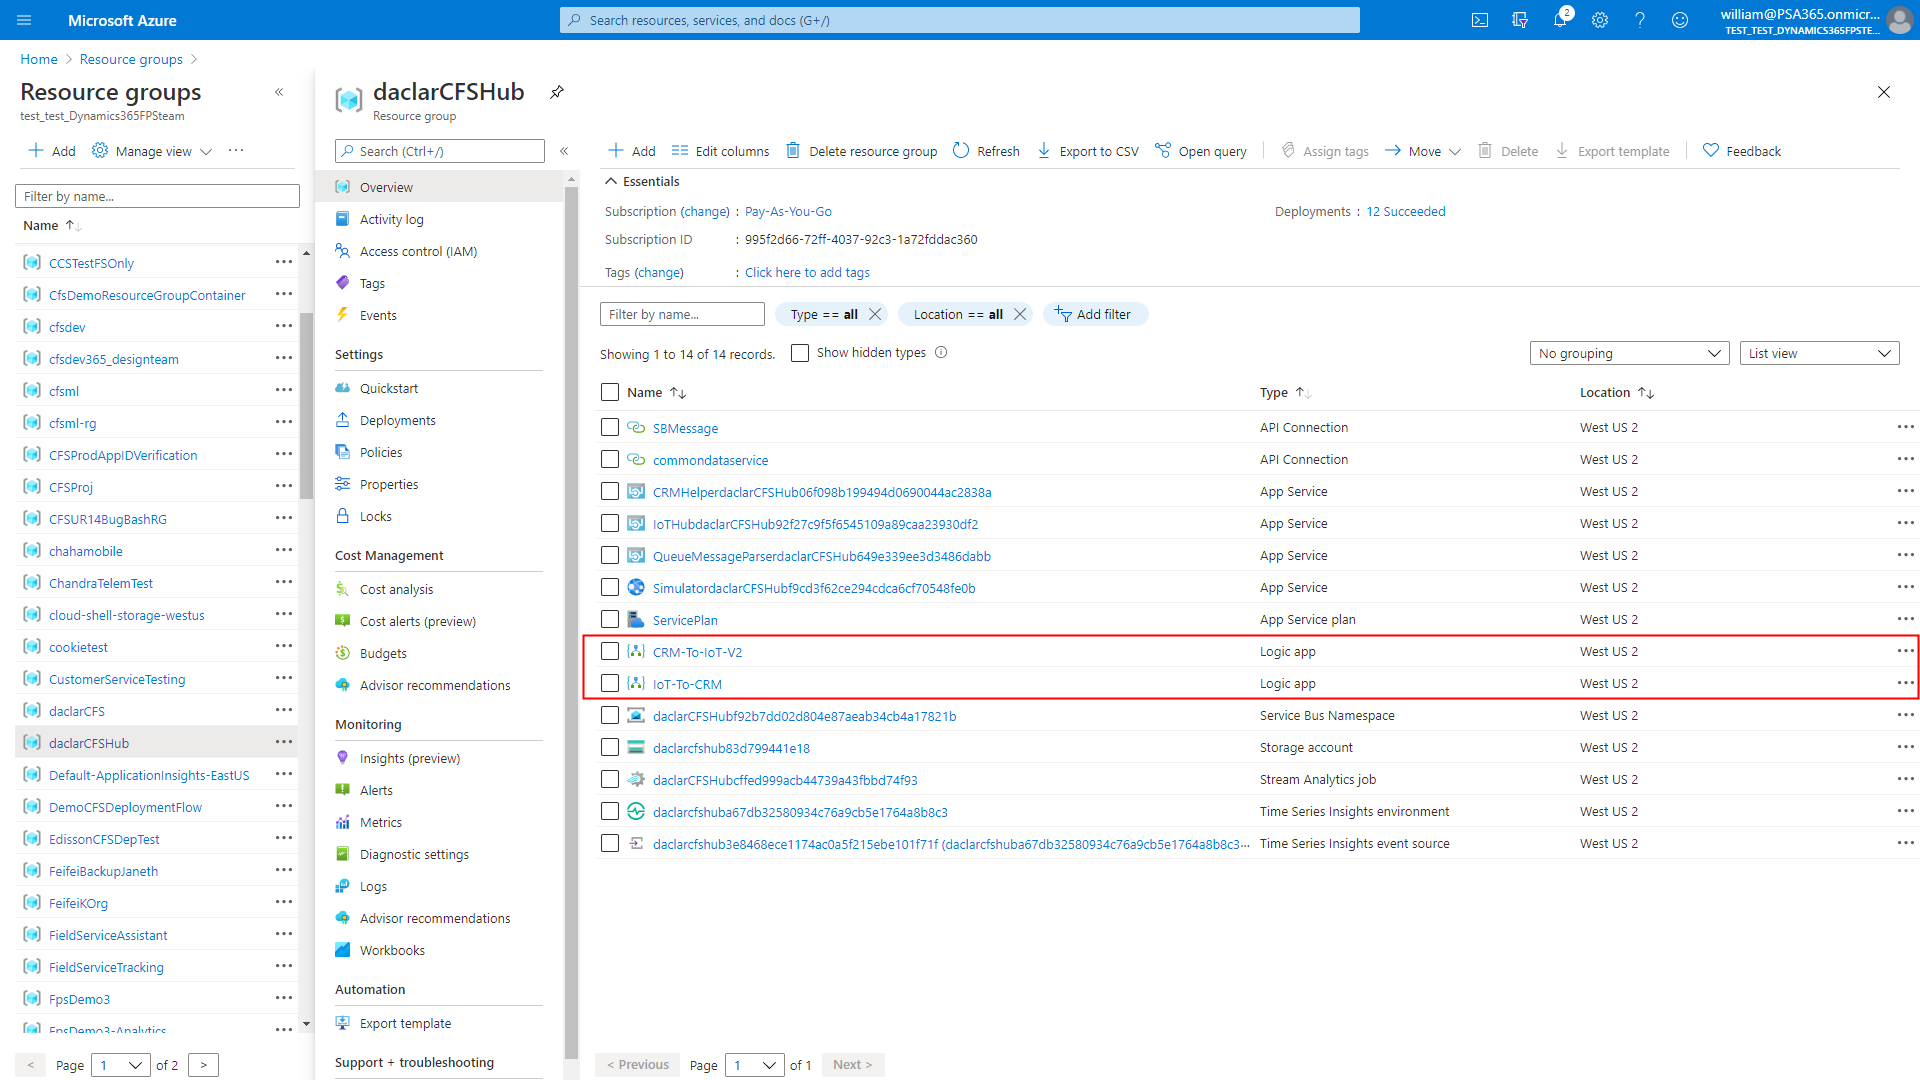 Microsoft Azure
Search resources, services, and docs (G+/)
2
william@PSA365.onmicr...
TEST_TEST_DYNAMICS365FPSTE...
Home > Resource groups >
Resource groups
test_test_Dynamics365FPSteam
Add
Manage view
Filter by name...
Name
CCSTestFSOnly
CfsDemoResourceGroupContainer
cfsdev
cfsdev365_designteam
cfsml
cfsml-rg
CFSProdAppIDVerification
CFSProj
CFSUR14BugBashRG
chahamobile
ChandraTelemTest
cloud-shell-storage-westus
cookietest
CustomerServiceTesting
daclarCFS
daclarCFSHub
Default-ApplicationInsights-EastUS
DemoCFSDeploymentFlow
EdissonCFSDepTest
FeifeiBackupJaneth
FeifeiKOrg
FieldServiceAssistant
FieldServiceTracking
FpsDemo3
FpsDemo3-Analytics
< Page 1 of 2 >
daclarCFSHub
Resource group
Search (Ctrl+/)
Overview
Activity log
Access control (IAM)
Tags
Events
Settings
Quickstart
Deployments
Policies
Properties
Locks
Cost Management
Cost analysis
Cost alerts (preview)
Budgets
Advisor recommendations
Monitoring
Insights (preview)
Alerts
Metrics
Diagnostic settings
Logs
Advisor recommendations
Workbooks
Automation
Export template
Support + troubleshooting
Add Edit columns Delete resource group Refresh Export to CSV Open query Assign tags Move Delete Export template Feedback
Essentials
Subscription (change) : Pay-As-You-Go
Deployments : 12 Succeeded
Subscription ID : 995f2d66-72ff-4037-92c3-1a72fddac360
Tags (change) : Click here to add tags
Filter by name...
Type == all
Location == all
Add filter
Showing 1 to 14 of 14 records.
Show hidden types
No grouping
List view
Name Type Location
SBMessage API Connection West US 2
commondataservice API Connection West US 2
CRMHelperdaclarCFSHub06f098b199494d0690044ac2838a App Service West US 2
IoTHubdaclarCFSHub92f27c9f5f6545109a89caa23930df2 App Service West US 2
QueueMessageParserdaclarCFSHub649e339ee3d3486dabb App Service West US 2
SimulatordaclarCFSHubf9cd3f62ce294cdca6cf70548fe0b App Service West US 2
ServicePlan App Service plan West US 2
CRM-To-IoT-V2 Logic app West US 2
IoT-To-CRM Logic app West US 2
daclarCFSHubf92b7dd02d804e87aeab34cb4a17821b Service Bus Namespace West US 2
daclarcfshub83d799441e18 Storage account West US 2
daclarCFSHubcffed999acb44739a43fbbd74f93 Stream Analytics job West US 2
daclarcfshuba67db32580934c76a9cb5e1764a8b8c3 Time Series Insights environment West US 2
daclarcfshub3e8468ece1174ac0a5f215ebe101f71f (daclarcfshuba67db32580934c76a9cb5e1764a8b8c3... Time Series Insights event source West US 2
< Previous Page 1 of 1 Next >